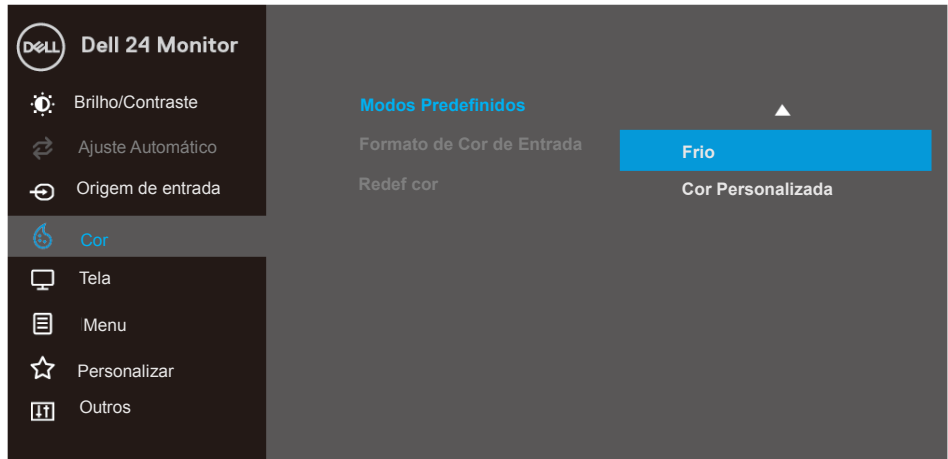 DELL Dell 24 Monitor
Brilho/Contraste
Ajuste Automático
Origem de entrada
Cor
Tela
Menu
Personalizar
Outros
Modos Predefinidos
Formato de Cor de Entrada
Redef cor
Frio
Cor Personalizada